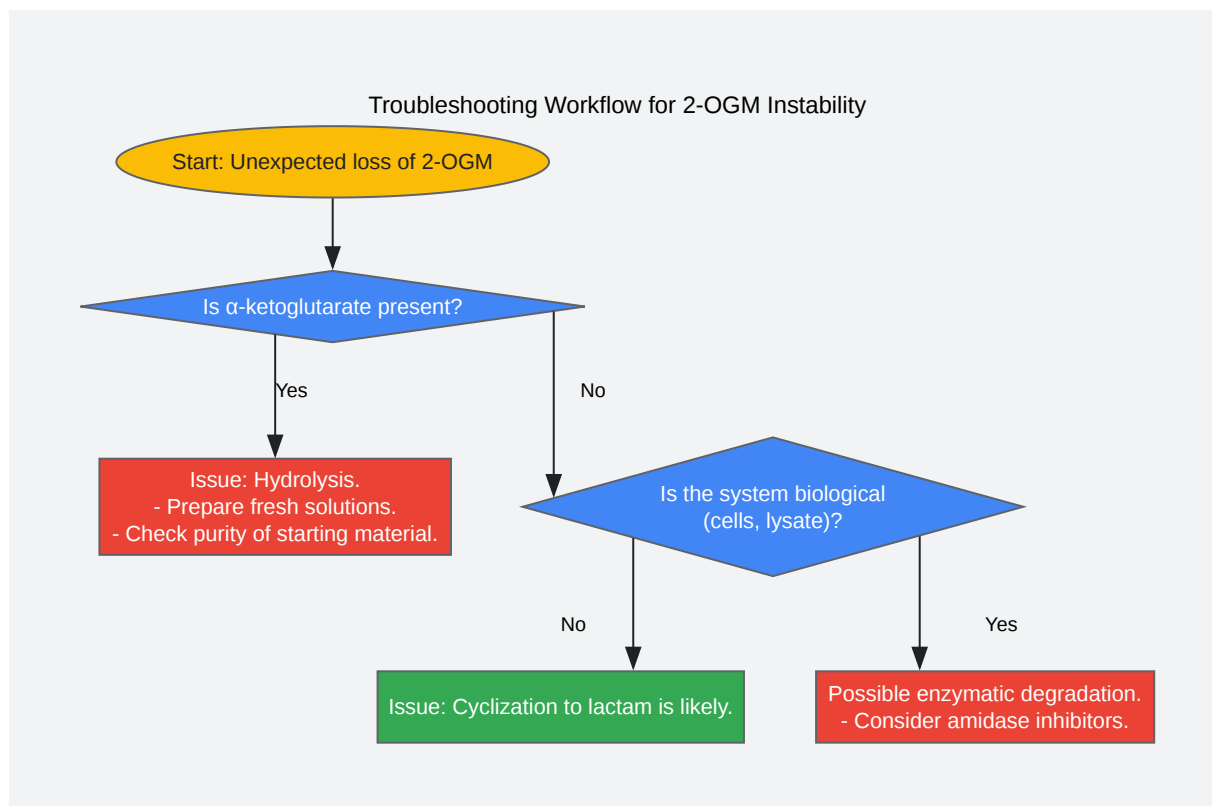 Troubleshooting Workflow for 2-OGM Instability
Start: Unexpected loss of 2-OGM
Is α-ketoglutarate present?
Yes
No
Issue: Hydrolysis.
- Prepare fresh solutions.
- Check purity of starting material.
Is the system biological
(cells, lysate)?
No
Yes
Issue: Cyclization to lactam is likely.
Possible enzymatic degradation.
- Consider amidase inhibitors.